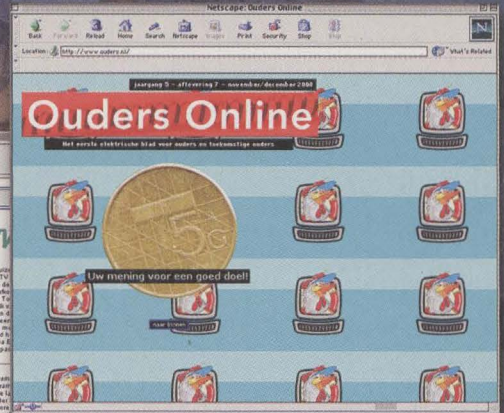 Netscape: Ouders Online
Back Forward Reload Home Search Netscape Images Print Security Shop Stop
Location: http://www.ouders.nl/ What's Related
jaargang 5 - aflevering 7 - november/december 2000
Ouders Online
Het eerste elektrische blad voor ouders en toekomstige ouders
5G
Uw mening voor een goed doel!
naar binnen